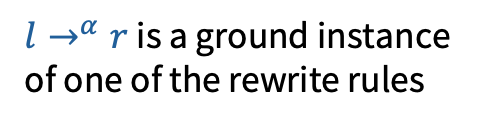 l →^α r is a ground instance
of one of the rewrite rules